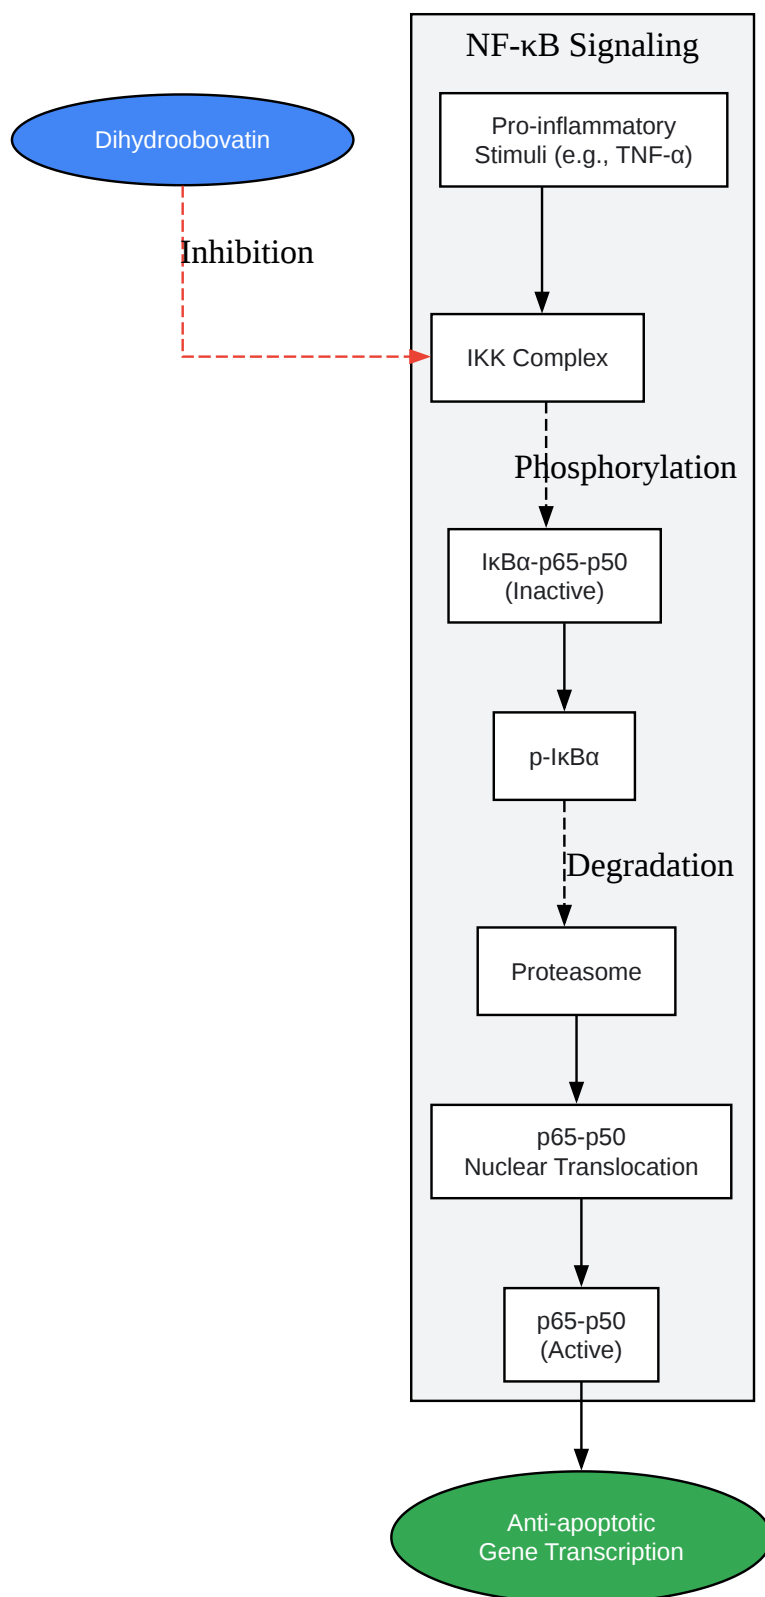 NF-κB Signaling
Pro-inflammatory
Stimuli (e.g., TNF-α)
Dihydroobovatin
Inhibition
IKK Complex
Phosphorylation
IκBα-p65-p50
(Inactive)
p-IκBα
Degradation
Proteasome
p65-p50
Nuclear Translocation
p65-p50
(Active)
Anti-apoptotic
Gene Transcription